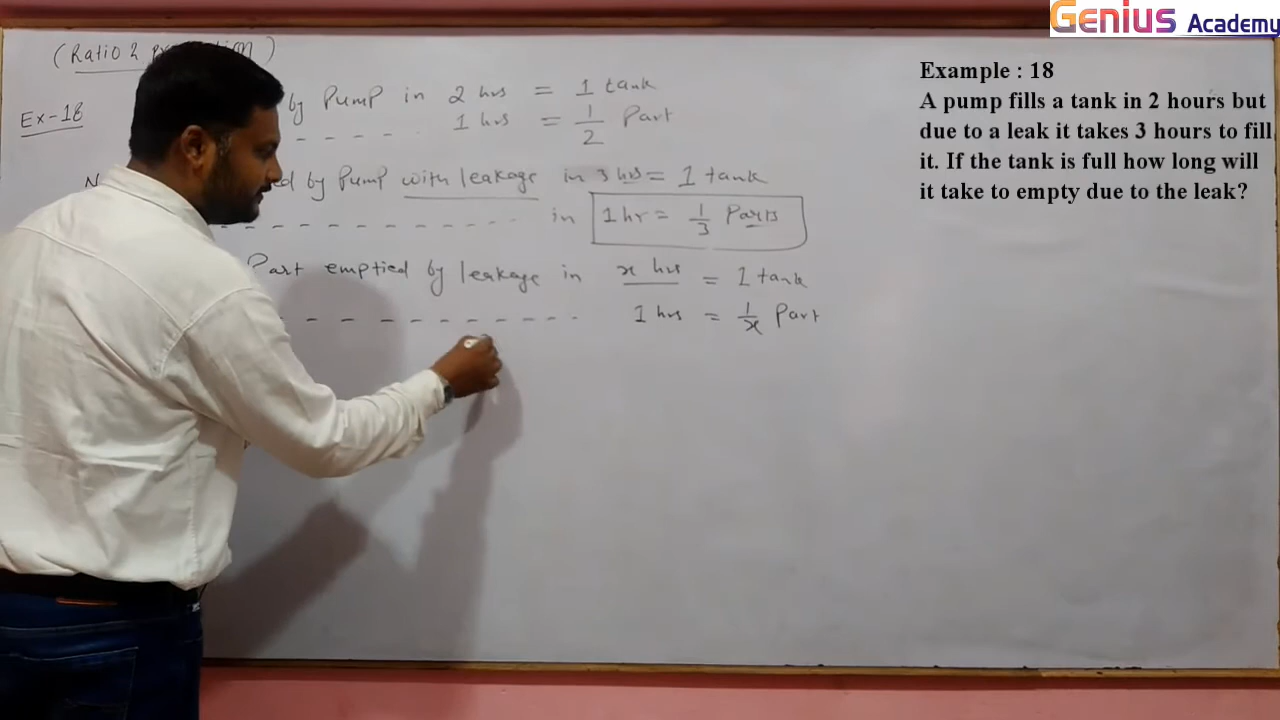 Genius Academy
Example : 18
A pump fills a tank in 2 hours but
due to a leak it takes 3 hours to fill
it. If the tank is full how long will
it take to empty due to the leak?
(Ratio &
Ex-18
by Pump in 2 hrs = 1 tank
- - - - - 1 hrs = 1/2 Part
by Pump with leakage in 3 hrs = 1 tank
- - - - - - - - - - in 1 hr = 1/3 Parts
Part emptied by leakage in x hrs = 1 tank
- - - - - - - - - 1 hrs = 1/x Part